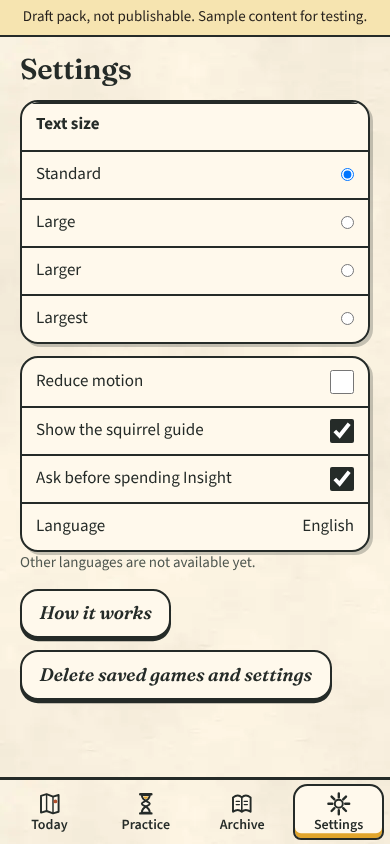 Draft pack, not publishable. Sample content for testing.
Settings
Text size
Standard
Large
Larger
Largest
Reduce motion
Show the squirrel guide
Ask before spending Insight
Language English
Other languages are not available yet.
How it works
Delete saved games and settings
Today Practice Archive Settings